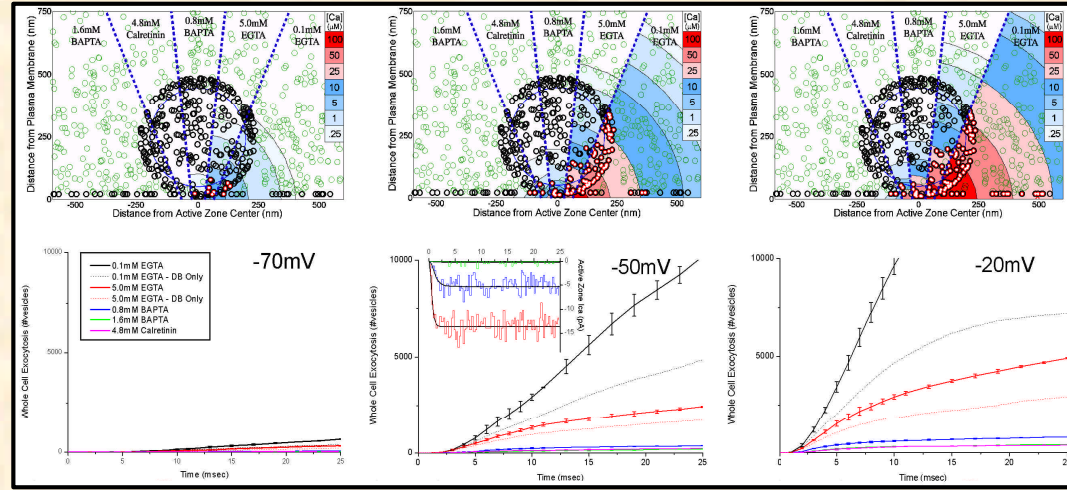 750
500
250
0
Distance from Plasma Membrane (nm)
1.6mM BAPTA
4.8mM Calretinin
0.8mM BAPTA
5.0mM EGTA
0.1mM EGTA
[Ca] (μM)
100
50
25
10
5
1
.25
-500
-250
0
250
500
Distance from Active Zone Center (nm)
750
500
250
0
Distance from Plasma Membrane (nm)
1.6mM BAPTA
4.8mM Calretinin
0.8mM BAPTA
5.0mM EGTA
0.1mM EGTA
[Ca] (μM)
100
50
25
10
5
1
.25
-500
-250
0
250
500
Distance from Active Zone Center (nm)
750
500
250
0
Distance from Plasma Membrane (nm)
1.6mM BAPTA
4.8mM Calretinin
0.8mM BAPTA
5.0mM EGTA
0.1mM EGTA
[Ca] (μM)
100
50
25
10
5
1
.25
-500
-250
0
250
500
Distance from Active Zone Center (nm)
-70mV
0.1mM EGTA
0.1mM EGTA - DB Only
5.0mM EGTA
5.0mM EGTA - DB Only
0.8mM BAPTA
1.6mM BAPTA
4.8mM Calretinin
10000
5000
0
Whole Cell Exocytosis (#vesicles)
0 5 10 15 20 25
Time (msec)
-50mV
0 5 10 15 20 25
0
-5
-10
-15
Active Zone Ica (pA)
10000
5000
0
Whole Cell Exocytosis (#vesicles)
0 5 10 15 20 25
Time (msec)
-20mV
10000
5000
0
Whole Cell Exocytosis (#vesicles)
0 5 10 15 20 25
Time (msec)